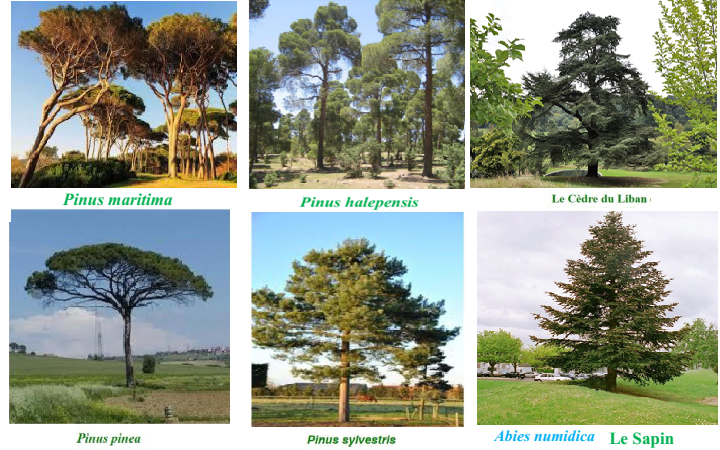 Pinus maritima
Pinus halepensis
Le Cèdre du Liban
Pinus pinea
Pinus sylvestris
Abies numidica Le Sapin